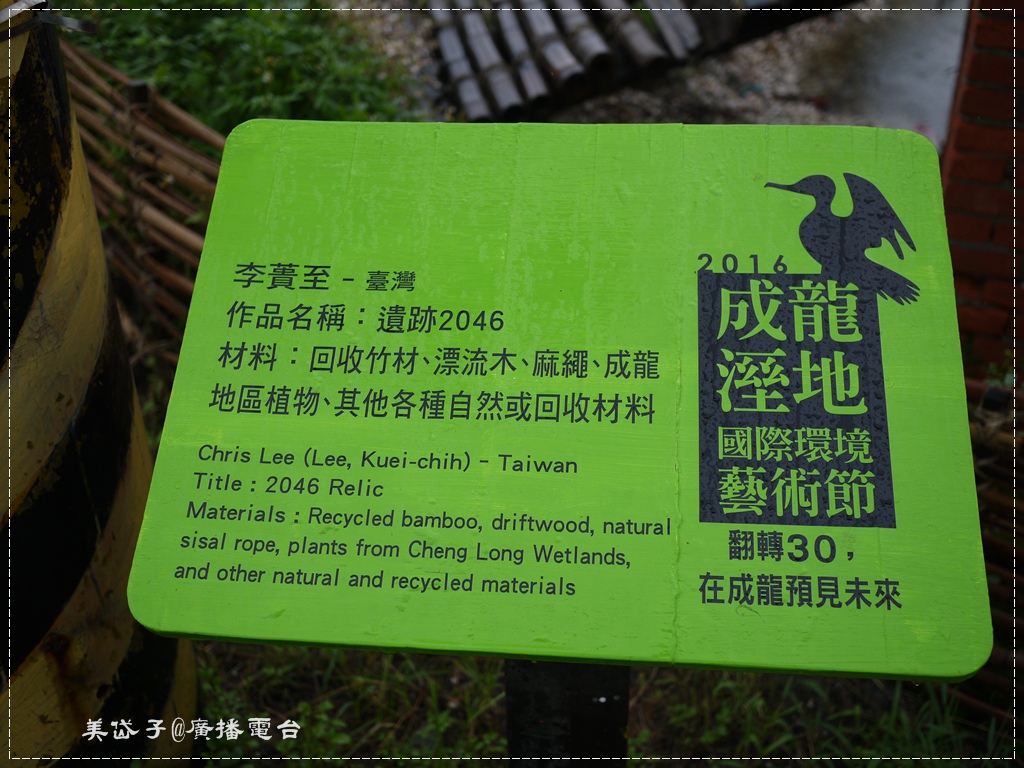 李蕢至 – 臺灣
作品名稱：遺跡2046
材料：回收竹材、漂流木、麻繩、成龍
地區植物、其他各種自然或回收材料
Chris Lee (Lee, Kuei-chih) – Taiwan
Title : 2046 Relic
Materials : Recycled bamboo, driftwood, natural
sisal rope, plants from Cheng Long Wetlands,
and other natural and recycled materials
2016
成龍
溼地
國際環境
藝術節
翻轉30，
在成龍預見未來
美岱子@廣播電台